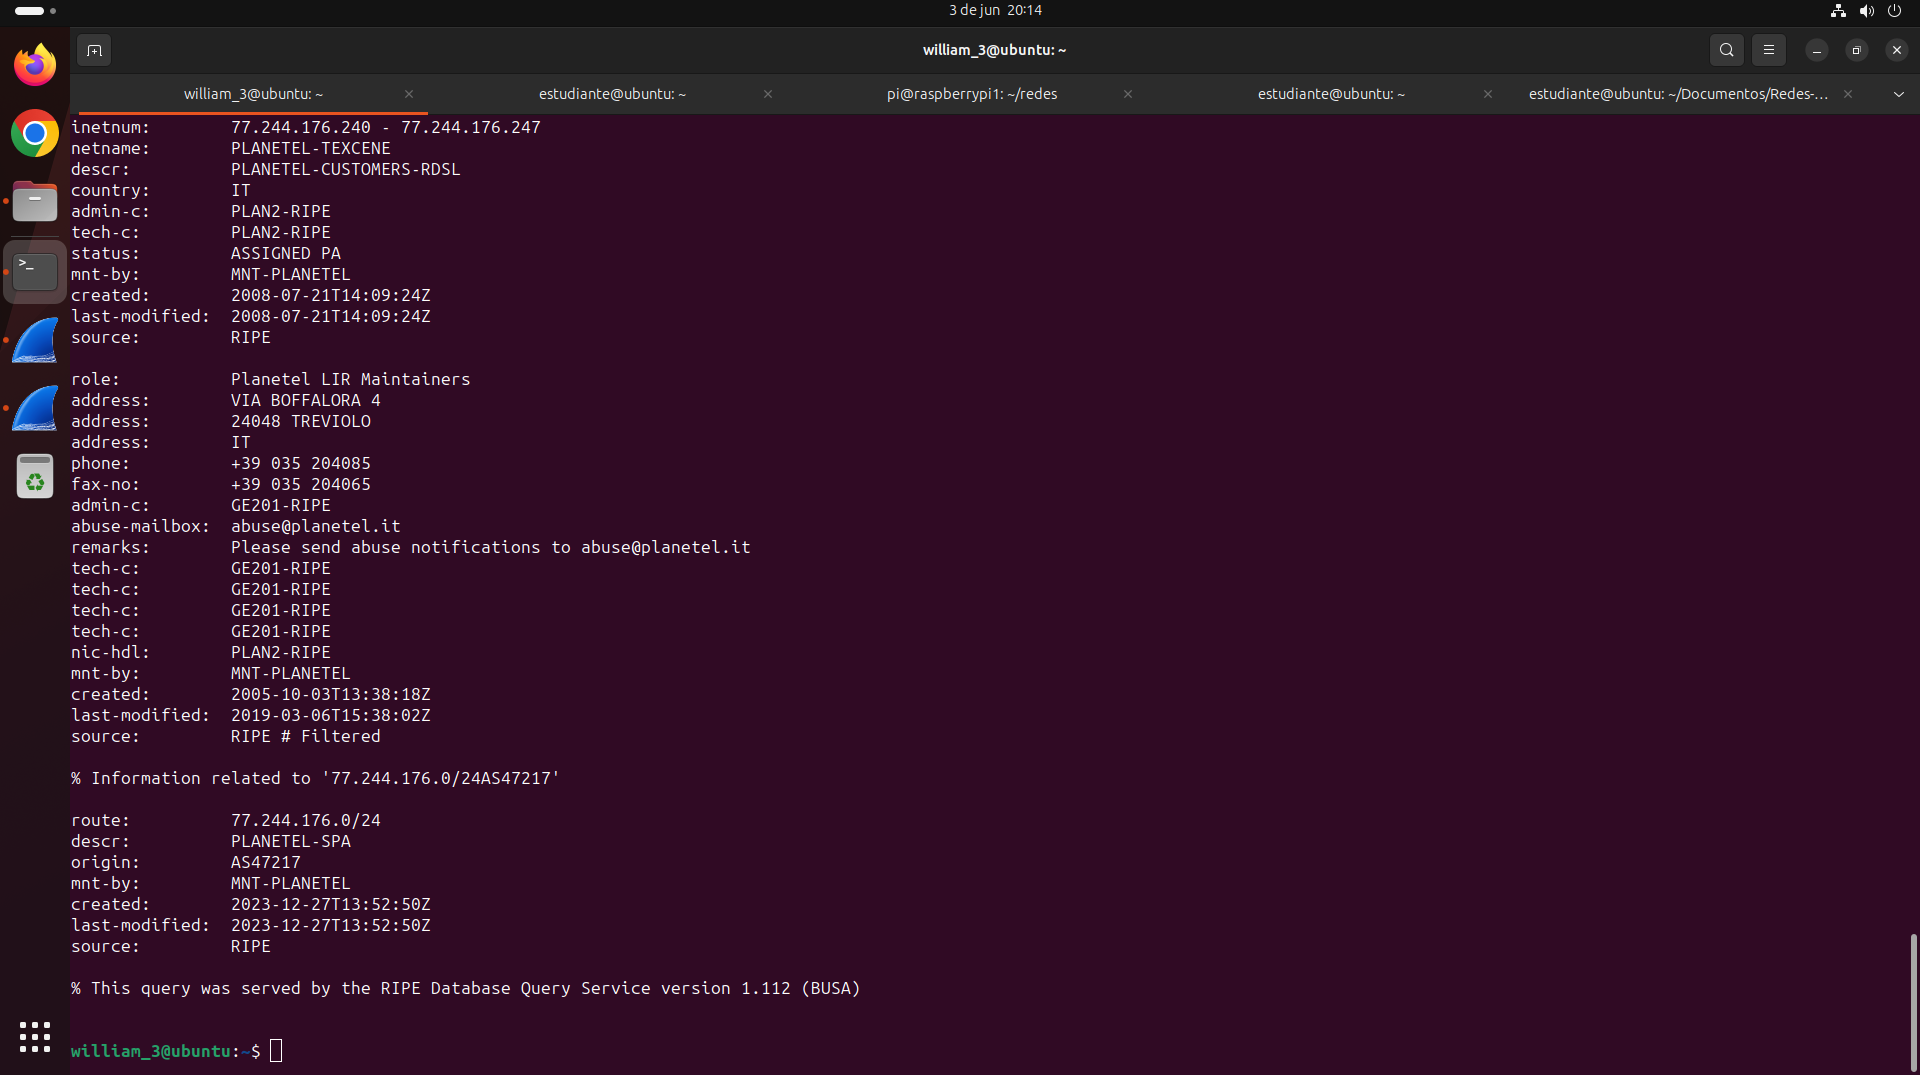 3 de jun 20:14
william_3@ubuntu: ~
william_3@ubuntu: ~
estudiante@ubuntu: ~
pi@raspberrypi1: ~/redes
estudiante@ubuntu: ~
estudiante@ubuntu: ~/Documentos/Redes-...
inetnum: 77.244.176.240 - 77.244.176.247
netname: PLANETEL-TEXCENE
descr: PLANETEL-CUSTOMERS-RDSL
country: IT
admin-c: PLAN2-RIPE
tech-c: PLAN2-RIPE
status: ASSIGNED PA
mnt-by: MNT-PLANETEL
created: 2008-07-21T14:09:24Z
last-modified: 2008-07-21T14:09:24Z
source: RIPE
role: Planetel LIR Maintainers
address: VIA BOFFALORA 4
address: 24048 TREVIOLO
address: IT
phone: +39 035 204085
fax-no: +39 035 204065
admin-c: GE201-RIPE
abuse-mailbox: abuse@planetel.it
remarks: Please send abuse notifications to abuse@planetel.it
tech-c: GE201-RIPE
tech-c: GE201-RIPE
tech-c: GE201-RIPE
tech-c: GE201-RIPE
nic-hdl: PLAN2-RIPE
mnt-by: MNT-PLANETEL
created: 2005-10-03T13:38:18Z
last-modified: 2019-03-06T15:38:02Z
source: RIPE # Filtered
% Information related to '77.244.176.0/24AS47217'
route: 77.244.176.0/24
descr: PLANETEL-SPA
origin: AS47217
mnt-by: MNT-PLANETEL
created: 2023-12-27T13:52:50Z
last-modified: 2023-12-27T13:52:50Z
source: RIPE
% This query was served by the RIPE Database Query Service version 1.112 (BUSA)
william_3@ubuntu:~$